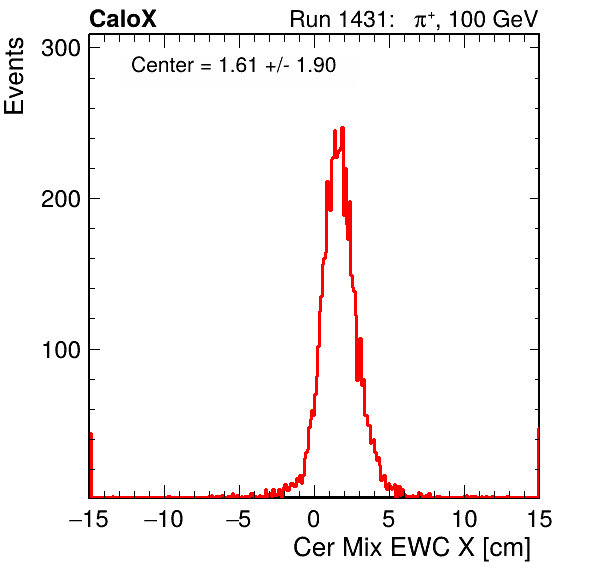 CaloX Run 1431: π⁺, 100 GeV
Events
Center = 1.61 +/- 1.90
300
200
100
−15 −10 −5 0 5 10 15
Cer Mix EWC X [cm]